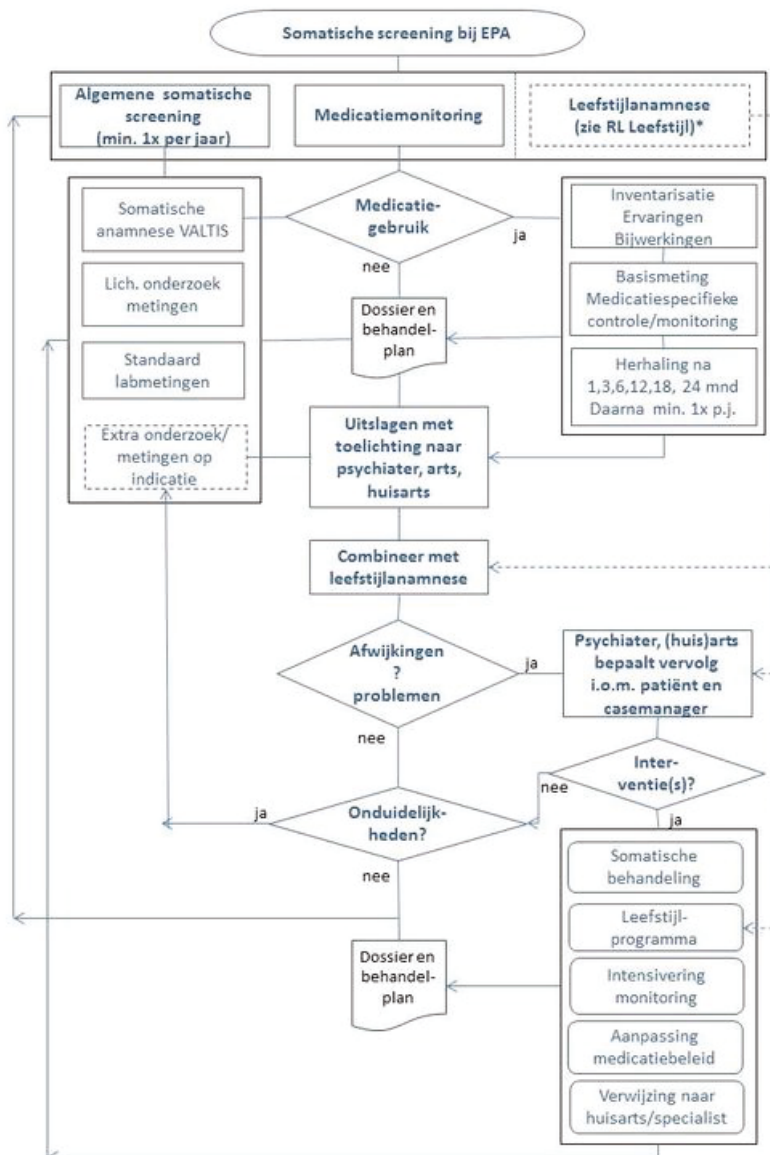 Somatische screening bij EPA
Algemene somatische
screening
(min. 1x per jaar)
Medicatiemonitoring
Leefstijlanamnese
(zie RL Leefstijl)*
Somatische
anamnese VALTIS
Lich. onderzoek
metingen
Standaard
labmetingen
Extra onderzoek/
metingen op
indicatie
Medicatie-
gebruik
ja
nee
Inventarisatie
Ervaringen
Bijwerkingen
Basismeting
Medicatiespecifieke
controle/monitoring
Herhaling na
1,3,6,12,18, 24 mnd
Daarna min. 1x p.j.
Dossier en
behandel-
plan
Uitslagen met
toelichting naar
psychiater, arts,
huisarts
Combineer met
leefstijlanamnese
Afwijkingen
?
problemen
ja
nee
Psychiater, (huis)arts
bepaalt vervolg
i.o.m. patiënt en
casemanager
Inter-
ventie(s)?
nee
ja
Onduidelijk-
heden?
ja
nee
Somatische
behandeling
Leefstijl-
programma
Intensivering
monitoring
Aanpassing
medicatiebeleid
Verwijzing naar
huisarts/specialist
Dossier en
behandel-
plan